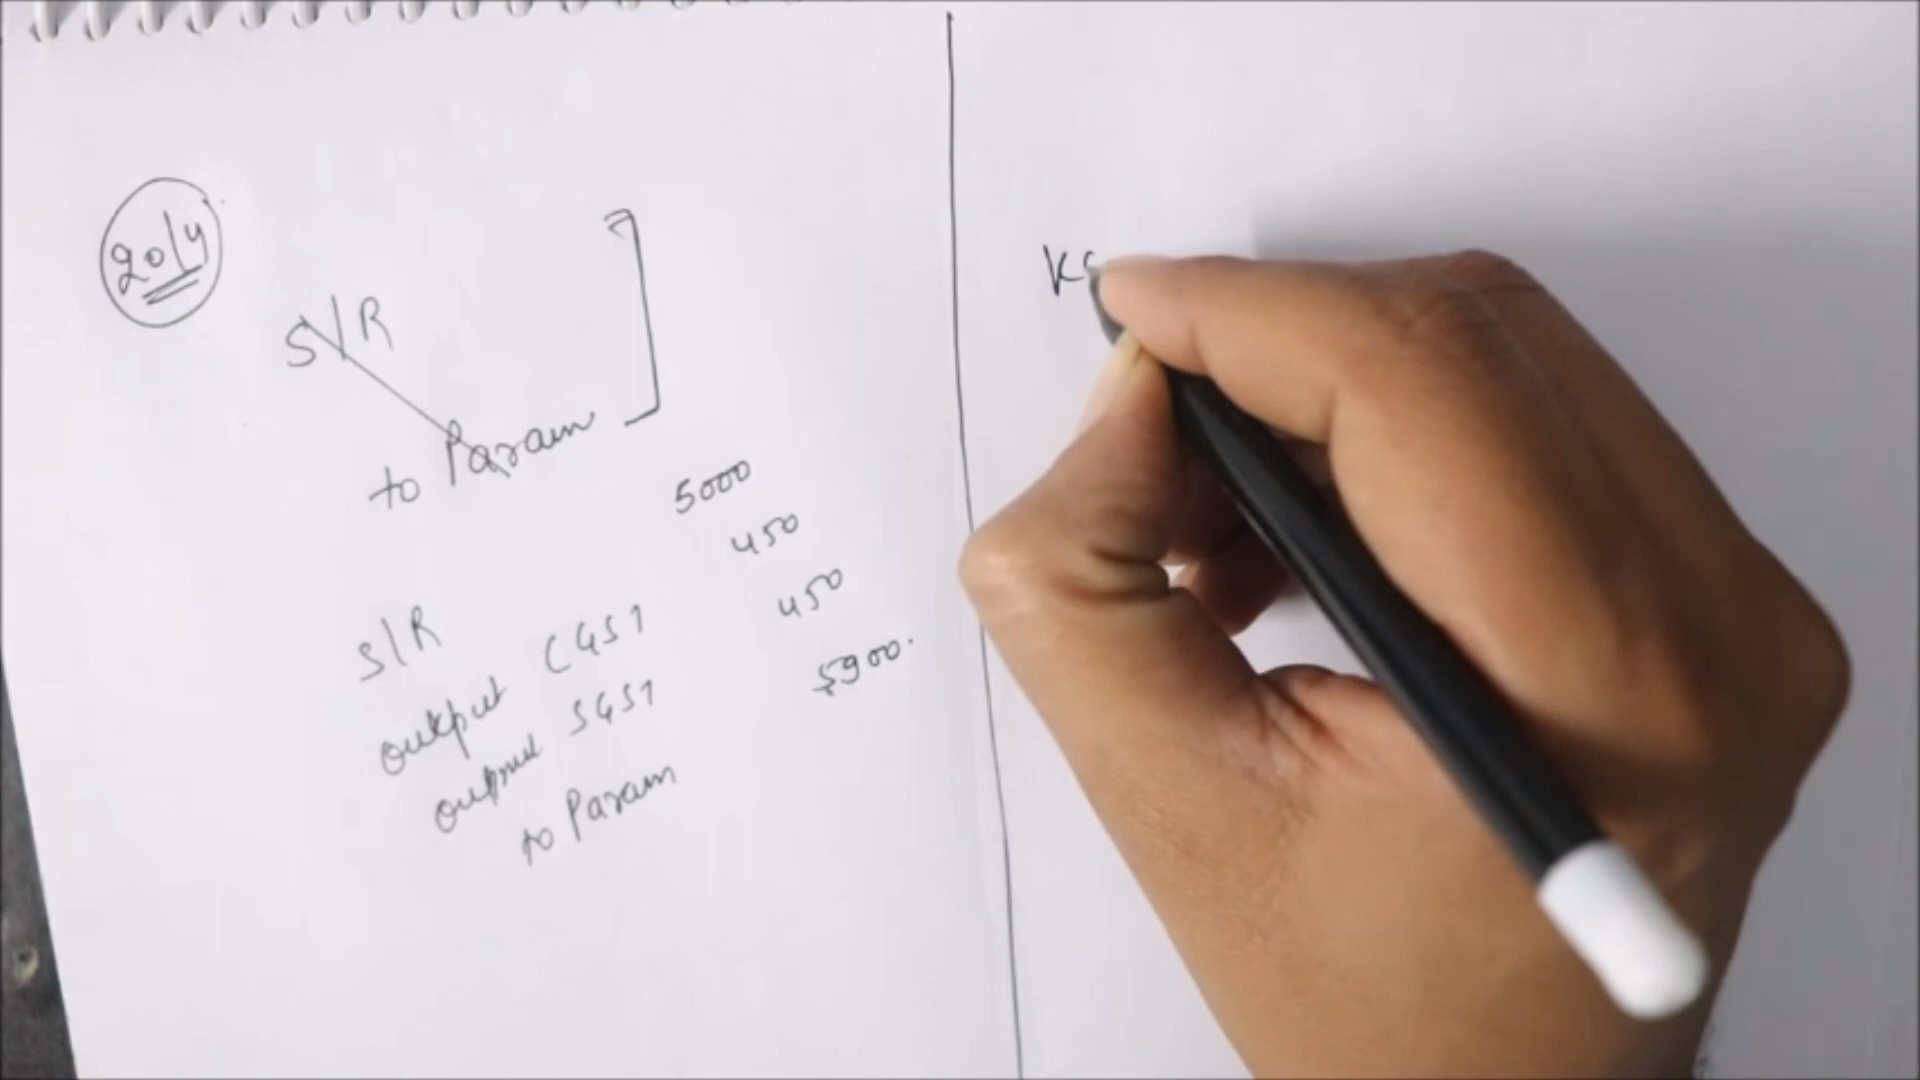 20/4
S/R
to Param
5000
450
450
5900.
S/R
output CGST
output SGST
to Param
K